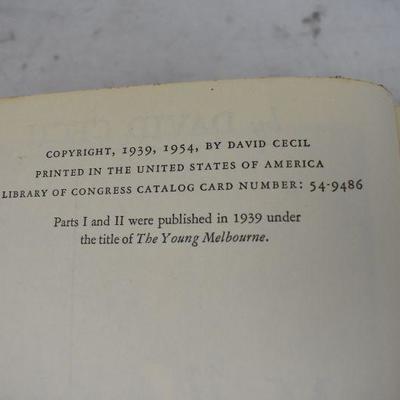 COPYRIGHT, 1939, 1954, BY DAVID CECIL
PRINTED IN THE UNITED STATES OF AMERICA
LIBRARY OF CONGRESS CATALOG CARD NUMBER: 54-9486
Parts I and II were published in 1939 under
the title of The Young Melbourne.